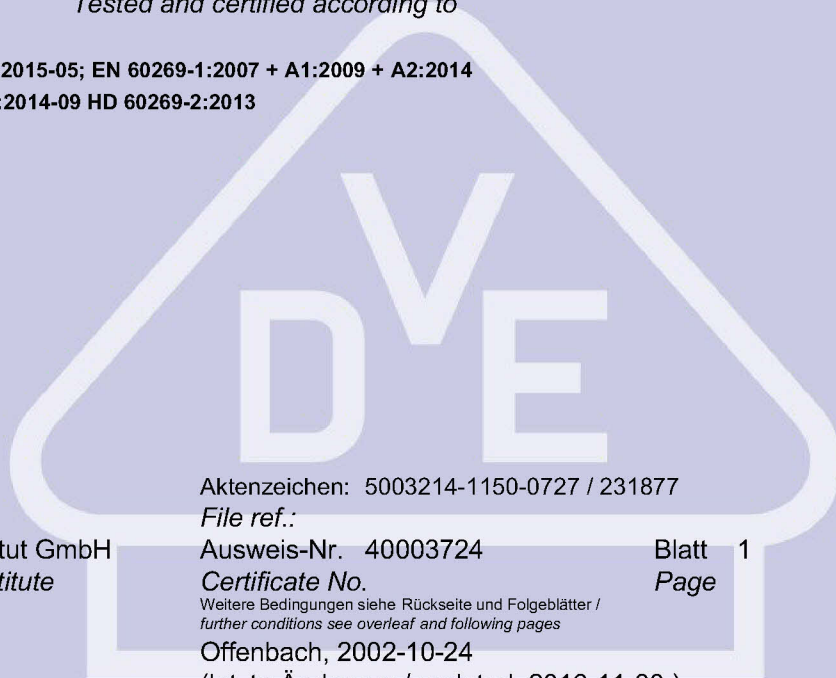 Tested and certified according to
2015-05; EN 60269-1:2007 + A1:2009 + A2:2014
:2014-09 HD 60269-2:2013
DVE
Aktenzeichen: 5003214-1150-0727 / 231877
File ref.:
tut GmbH Ausweis-Nr. 40003724 Blatt 1
titute Certificate No. Page
Weitere Bedingungen siehe Rückseite und Folgeblätter /
further conditions see overleaf and following pages
Offenbach, 2002-10-24